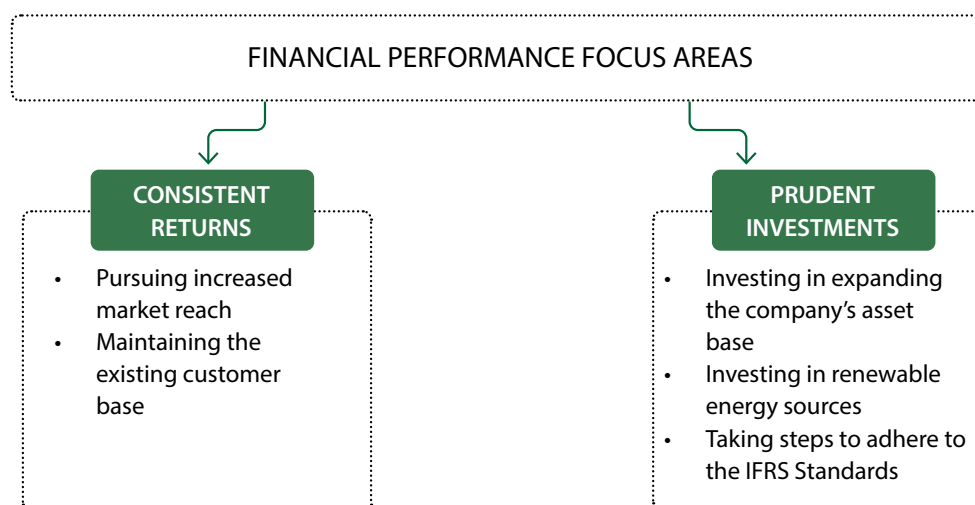 FINANCIAL PERFORMANCE FOCUS AREAS
CONSISTENT
RETURNS
• Pursuing increased
market reach
• Maintaining the
existing customer
base
PRUDENT
INVESTMENTS
• Investing in expanding
the company’s asset
base
• Investing in renewable
energy sources
• Taking steps to adhere to
the IFRS Standards